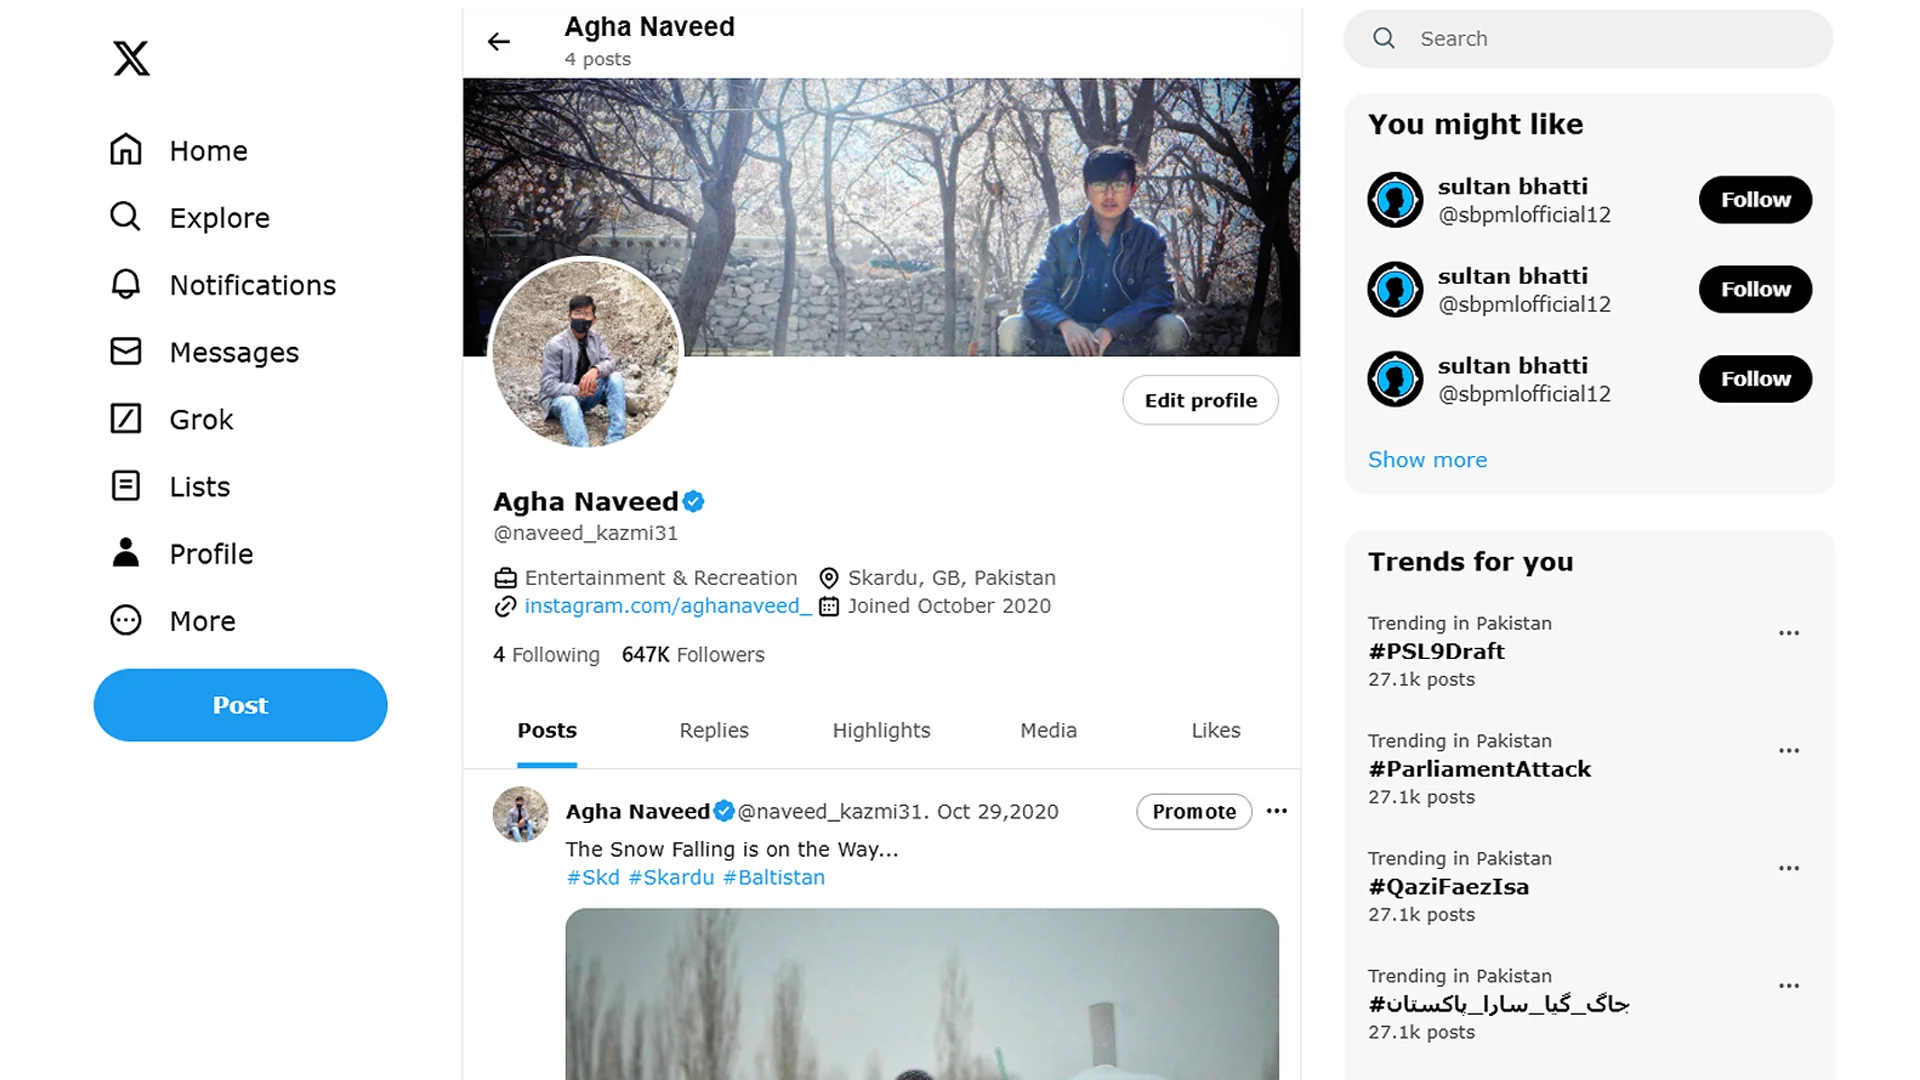 Home
Explore
Notifications
Messages
Grok
Lists
Profile
More
Post
Agha Naveed
4 posts
Edit profile
Agha Naveed
@naveed_kazmi31
Entertainment & Recreation
Skardu, GB, Pakistan
instagram.com/aghanaveed_
Joined October 2020
4 Following 647K Followers
Posts Replies Highlights Media Likes
Agha Naveed @naveed_kazmi31. Oct 29,2020
Promote
The Snow Falling is on the Way...
#Skd #Skardu #Baltistan
Search
You might like
sultan bhatti
@sbpmlofficial12
Follow
sultan bhatti
@sbpmlofficial12
Follow
sultan bhatti
@sbpmlofficial12
Follow
Show more
Trends for you
Trending in Pakistan
#PSL9Draft
27.1k posts
Trending in Pakistan
#ParliamentAttack
27.1k posts
Trending in Pakistan
#QaziFaezIsa
27.1k posts
Trending in Pakistan
#جاگ_گیا_سارا_پاکستان
27.1k posts